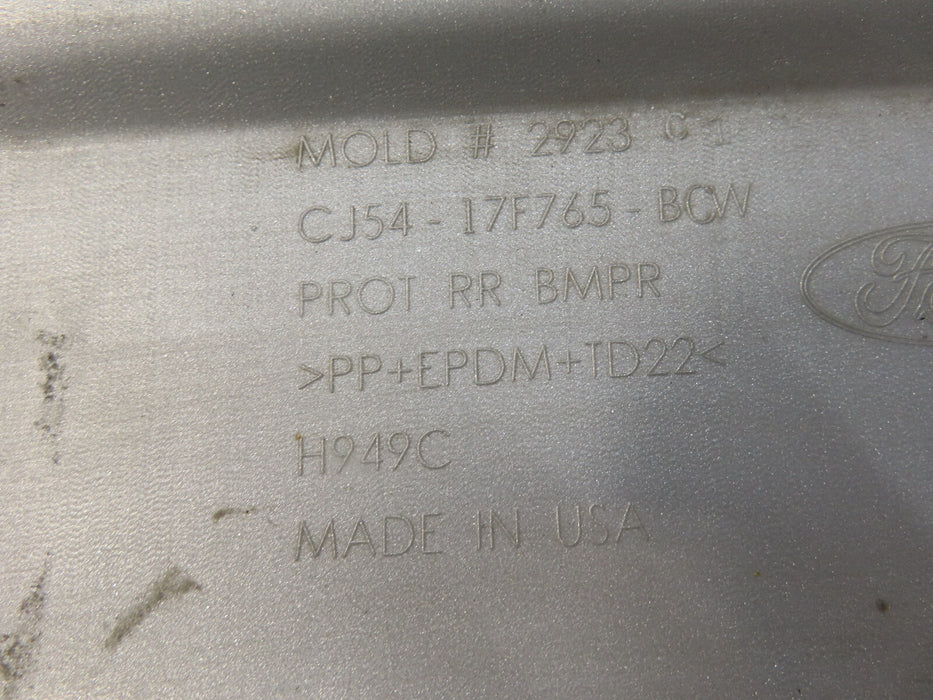 MOLD # 2923 C 1
CJ54 - 17F765 - BCW
PROT RR BMPR
>PP+EPDM+TD22<
H949C
MADE IN USA